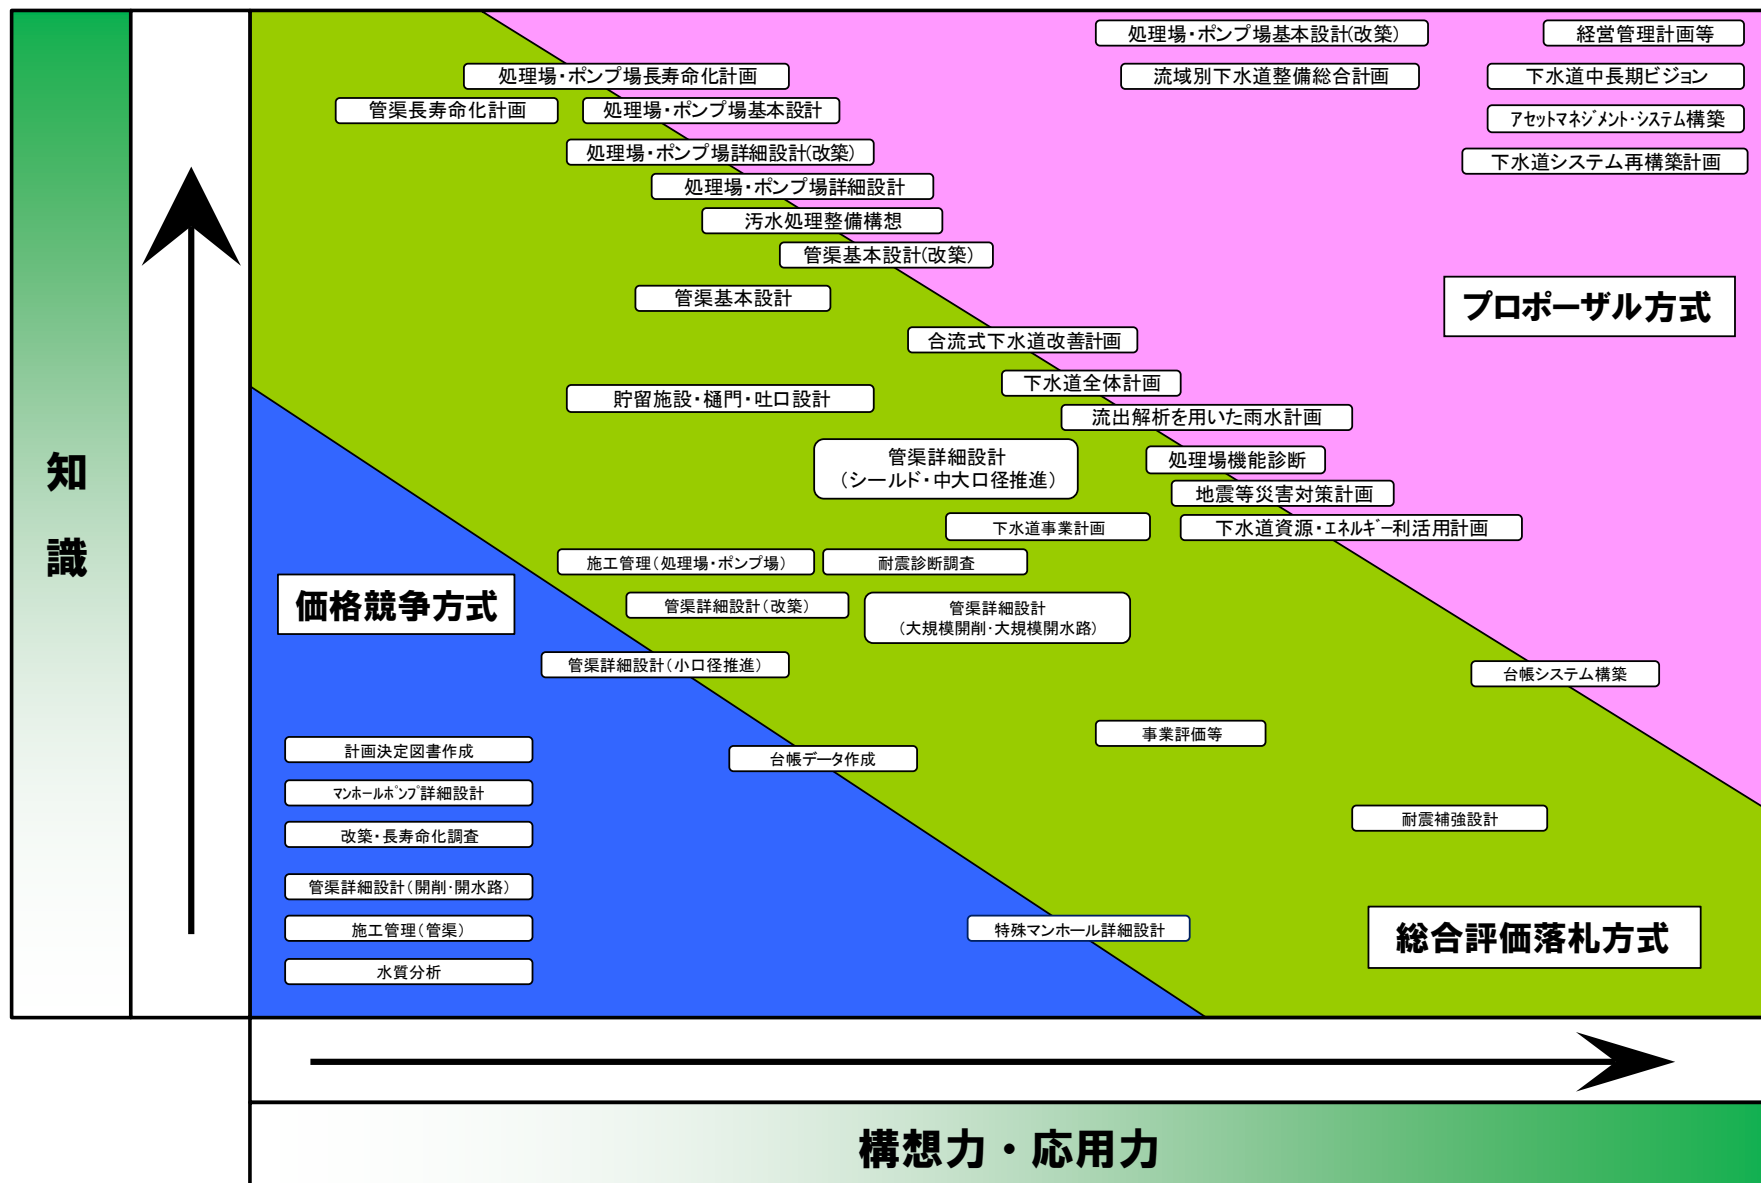 処理場・ポンプ場基本設計(改築)
経営管理計画等
処理場・ポンプ場長寿命化計画
流域別下水道整備総合計画
下水道中長期ビジョン
管渠長寿命化計画
処理場・ポンプ場基本設計
アセットマネジメント・システム構築
処理場・ポンプ場詳細設計(改築)
下水道システム再構築計画
処理場・ポンプ場詳細設計
汚水処理整備構想
管渠基本設計(改築)
管渠基本設計
プロポーザル方式
合流式下水道改善計画
下水道全体計画
貯留施設・樋門・吐口設計
流出解析を用いた雨水計画
管渠詳細設計
(シールド・中大口径推進)
処理場機能診断
地震等災害対策計画
下水道事業計画
下水道資源・エネルギー利活用計画
知
識
施工管理(処理場・ポンプ場)
耐震診断調査
価格競争方式
管渠詳細設計(改築)
管渠詳細設計
(大規模開削・大規模開水路)
管渠詳細設計(小口径推進)
台帳システム構築
計画決定図書作成
台帳データ作成
事業評価等
マンホールポンプ詳細設計
改築・長寿命化調査
耐震補強設計
管渠詳細設計(開削・開水路)
施工管理(管渠)
特殊マンホール詳細設計
総合評価落札方式
水質分析
構想力・応用力